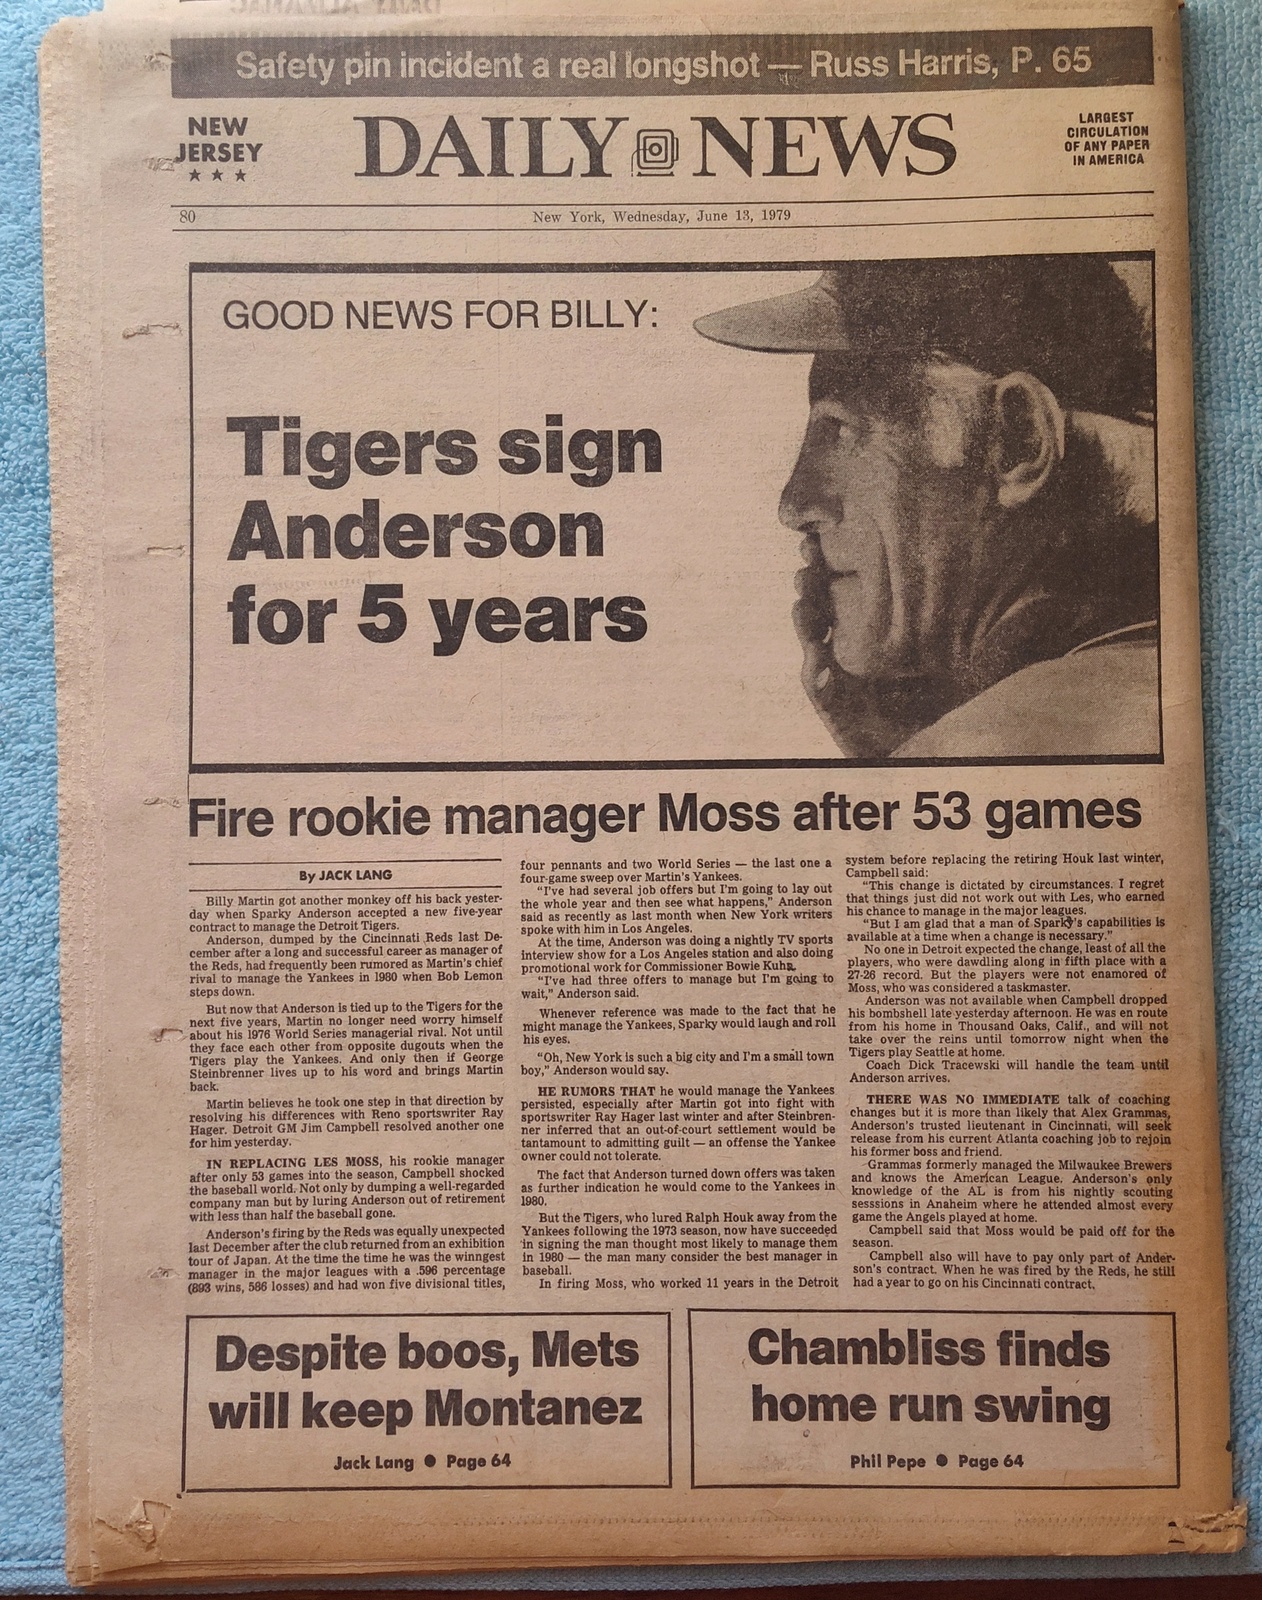 Safety pin incident a real longshot — Russ Harris, P. 65
NEW
JERSEY
★ ★ ★
DAILY NEWS
LARGEST
CIRCULATION
OF ANY PAPER
IN AMERICA
80
New York, Wednesday, June 13, 1979
GOOD NEWS FOR BILLY:
Tigers sign
Anderson
for 5 years
Fire rookie manager Moss after 53 games
By JACK LANG
Billy Martin got another monkey off his back yester-
day when Sparky Anderson accepted a new five-year
contract to manage the Detroit Tigers.
Anderson, dumped by the Cincinnati Reds last De-
cember after a long and successful career as manager of
the Reds, had frequently been rumored as Martin's chief
rival to manage the Yankees in 1980 when Bob Lemon
steps down.
But now that Anderson is tied up to the Tigers for the
next five years, Martin no longer need worry himself
about his 1976 World Series managerial rival. Not until
they face each other from opposite dugouts when the
Tigers play the Yankees. And only then if George
Steinbrenner lives up to his word and brings Martin
back.
Martin believes he took one step in that direction by
resolving his differences with Reno sportswriter Ray
Hager. Detroit GM Jim Campbell resolved another one
for him yesterday.
IN REPLACING LES MOSS, his rookie manager
after only 53 games into the season, Campbell shocked
the baseball world. Not only by dumping a well-regarded
company man but by luring Anderson out of retirement
with less than half the baseball gone.
Anderson's firing by the Reds was equally unexpected
last December after the club returned from an exhibition
tour of Japan. At the time the time he was the winngest
manager in the major leagues with a .596 percentage
(893 wins, 586 losses) and had won five divisional titles,
four pennants and two World Series — the last one a
four-game sweep over Martin's Yankees.
"I've had several job offers but I'm going to lay out
the whole year and then see what happens," Anderson
said as recently as last month when New York writers
spoke with him in Los Angeles.
At the time, Anderson was doing a nightly TV sports
interview show for a Los Angeles station and also doing
promotional work for Commissioner Bowie Kuhn.
"I've had three offers to manage but I'm going to
wait," Anderson said.
Whenever reference was made to the fact that he
might manage the Yankees, Sparky would laugh and roll
his eyes.
"Oh, New York is such a big city and I'm a small town
boy," Anderson would say.
HE RUMORS THAT he would manage the Yankees
persisted, especially after Martin got into fight with
sportswriter Ray Hager last winter and after Steinbren-
ner inferred that an out-of-court settlement would be
tantamount to admitting guilt — an offense the Yankee
owner could not tolerate.
The fact that Anderson turned down offers was taken
as further indication he would come to the Yankees in
1980.
But the Tigers, who lured Ralph Houk away from the
Yankees following the 1973 season, now have succeeded
in signing the man thought most likely to manage them
in 1980 — the man many consider the best manager in
baseball.
In firing Moss, who worked 11 years in the Detroit
system before replacing the retiring Houk last winter,
Campbell said:
"This change is dictated by circumstances. I regret
that things just did not work out with Les, who earned
his chance to manage in the major leagues.
"But I am glad that a man of Sparky's capabilities is
available at a time when a change is necessary."
No one in Detroit expected the change, least of all the
players, who were dawdling along in fifth place with a
27-26 record. But the players were not enamored of
Moss, who was considered a taskmaster.
Anderson was not available when Campbell dropped
his bombshell late yesterday afternoon. He was en route
from his home in Thousand Oaks, Calif., and will not
take over the reins until tomorrow night when the
Tigers play Seattle at home.
Coach Dick Tracewski will handle the team until
Anderson arrives.
THERE WAS NO IMMEDIATE talk of coaching
changes but it is more than likely that Alex Grammas,
Anderson's trusted lieutenant in Cincinnati, will seek
release from his current Atlanta coaching job to rejoin
his former boss and friend.
Grammas formerly managed the Milwaukee Brewers
and knows the American League. Anderson's only
knowledge of the AL is from his nightly scouting
sesssions in Anaheim where he attended almost every
game the Angels played at home.
Campbell said that Moss would be paid off for the
season.
Campbell also will have to pay only part of Ander-
son's contract. When he was fired by the Reds, he still
had a year to go on his Cincinnati contract.
Despite boos, Mets
will keep Montanez
Jack Lang ● Page 64
Chambliss finds
home run swing
Phil Pepe ● Page 64